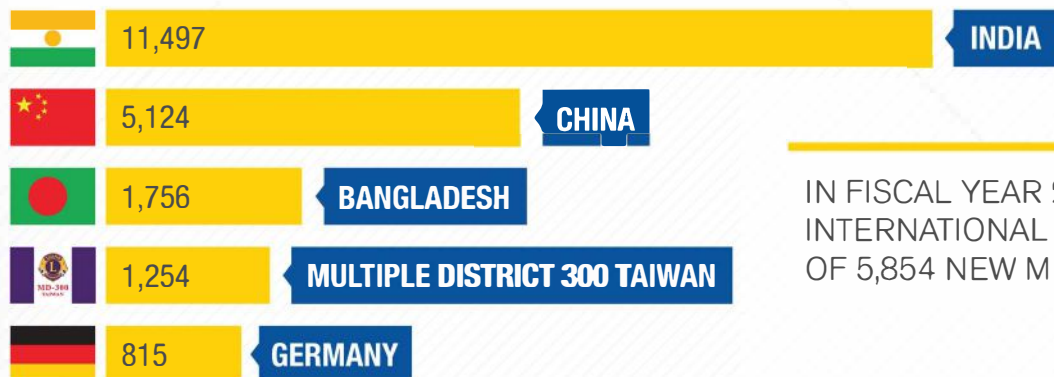 11,497 INDIA
5,124 CHINA
1,756 BANGLADESH
MD-300
TAIWAN
1,254 MULTIPLE DISTRICT 300 TAIWAN
815 GERMANY
IN FISCAL YEAR
INTERNATIONAL
OF 5,854 NEW M